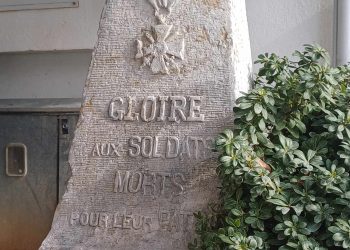 GLOIRE
AUX SOLDATS
MORTS
POUR LEUR PATRIE